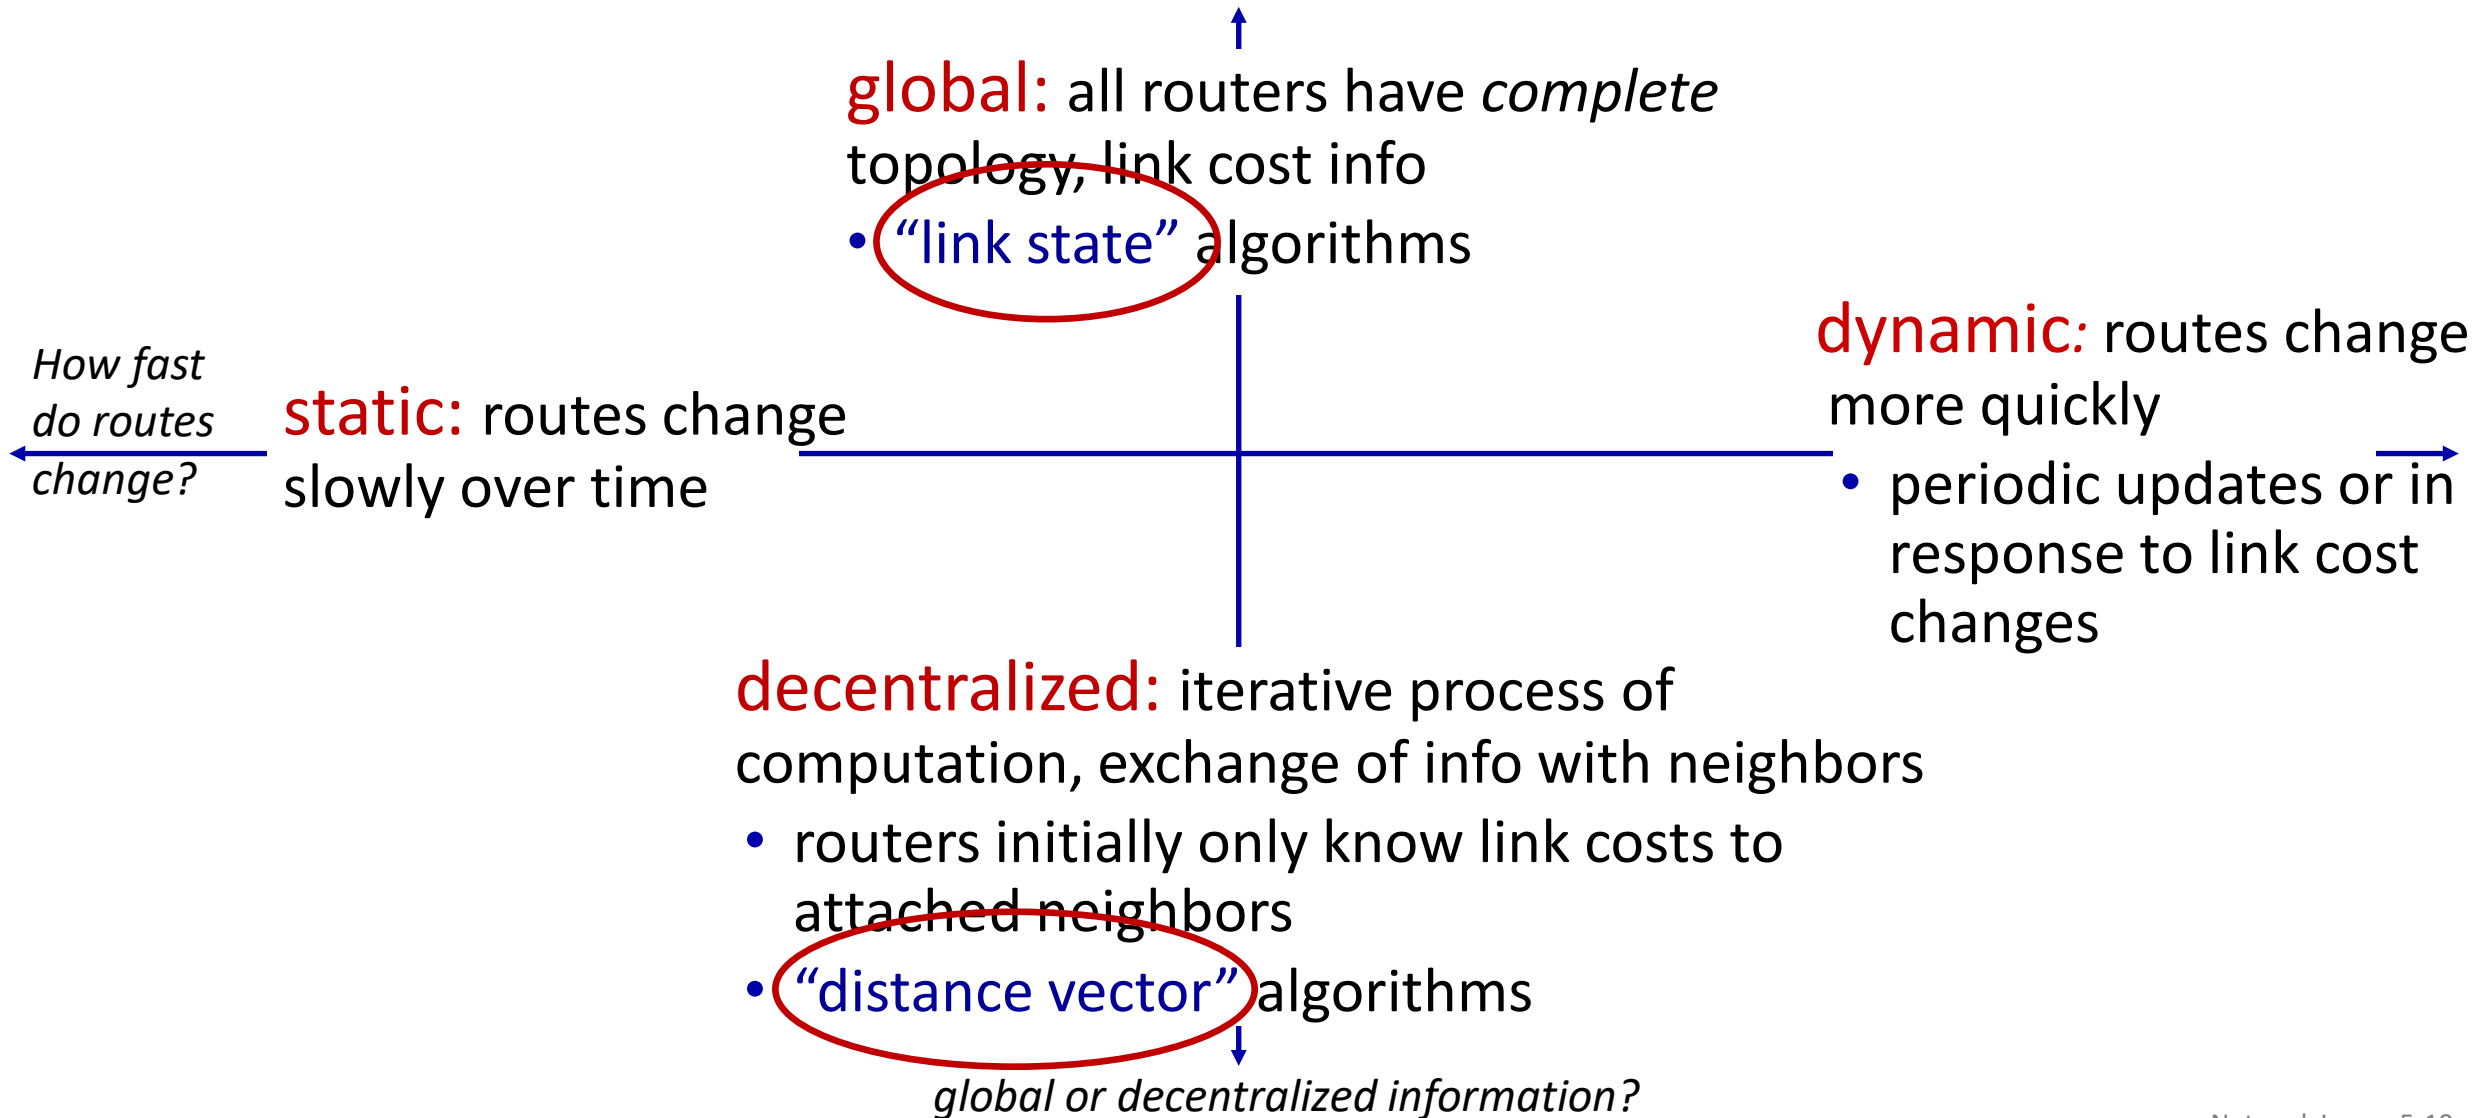 global: all routers have complete
topology, link cost info
• “link state” algorithms
How fast
do routes
change?
static: routes change
slowly over time
dynamic: routes change
more quickly
• periodic updates or in
response to link cost
changes
decentralized: iterative process of
computation, exchange of info with neighbors
• routers initially only know link costs to
attached neighbors
• “distance vector” algorithms
global or decentralized information?